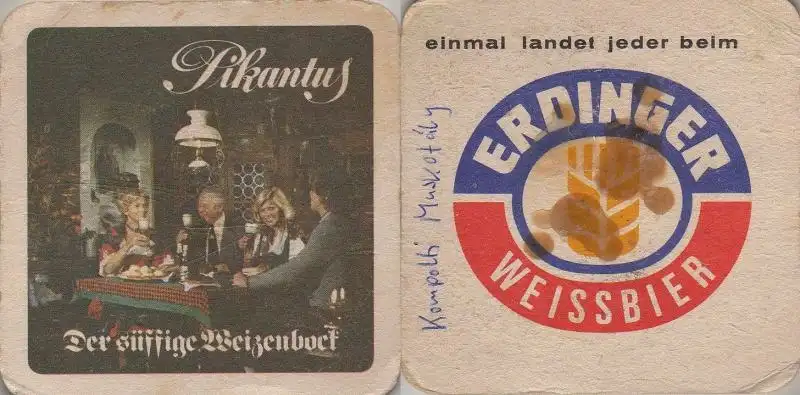 Pikantus
Der süffige Weizenbock
einmal landet jeder beim
ERDINGER
WEISSBIER
Kompolti Muskotály